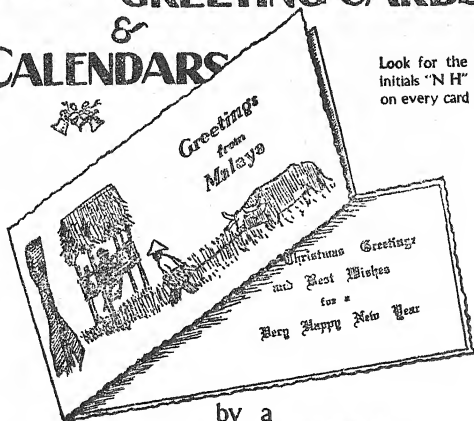 GREETING CARDS
&
CALENDARS
Look for the
initials "N H"
on every card
Greetings
from
Malaya
Christmas Greetings
and Best Wishes
for a
Very Happy New Year
by a